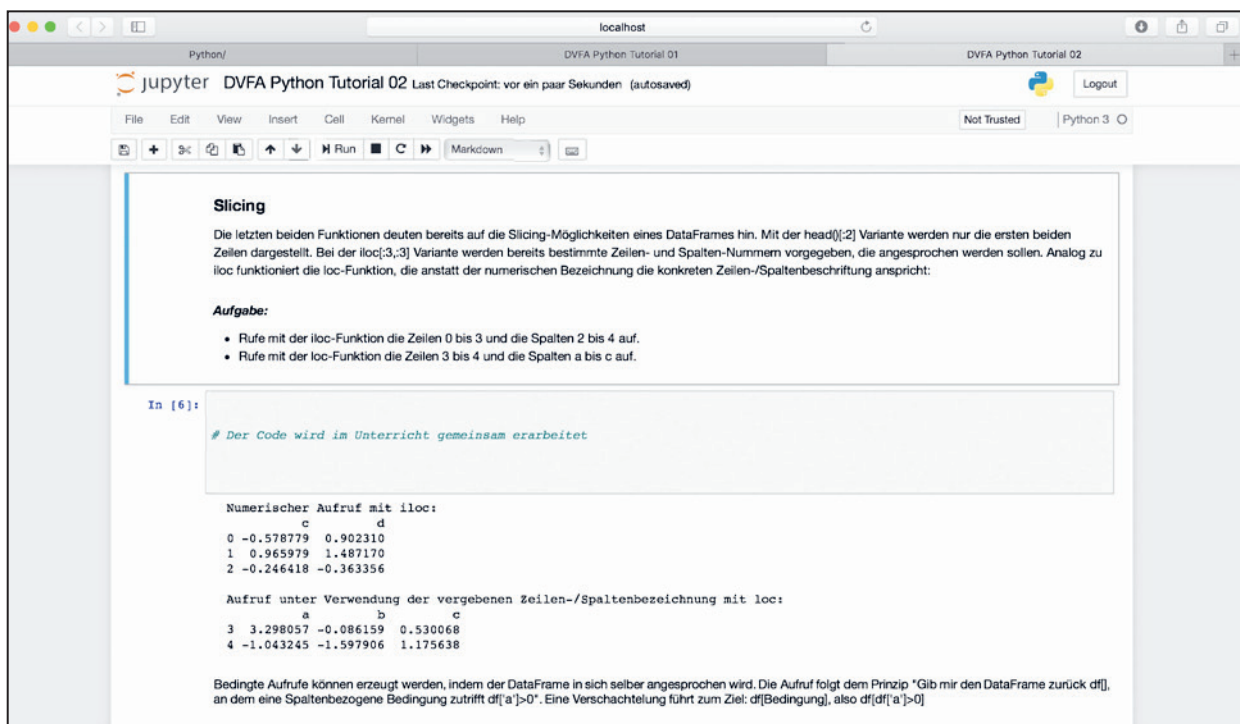 localhost
Python/
DVFA Python Tutorial 01
DVFA Python Tutorial 02
jupyter DVFA Python Tutorial 02 Last Checkpoint: vor ein paar Sekunden (autosaved)
Logout
File Edit View Insert Cell Kernel Widgets Help
Not Trusted
Python 3
Run
Markdown
Slicing
Die letzten beiden Funktionen deuten bereits auf die Slicing-Möglichkeiten eines DataFrames hin. Mit der head()[:2] Variante werden nur die ersten beiden
Zeilen dargestellt. Bei der iloc[:3,:3] Variante werden bereits bestimmte Zeilen- und Spalten-Nummern vorgegeben, die angesprochen werden sollen. Analog zu
iloc funktioniert die loc-Funktion, die anstatt der numerischen Bezeichnung die konkreten Zeilen-/Spaltenbeschriftung anspricht:
Aufgabe:
• Rufe mit der iloc-Funktion die Zeilen 0 bis 3 und die Spalten 2 bis 4 auf.
• Rufe mit der loc-Funktion die Zeilen 3 bis 4 und die Spalten a bis c auf.
In [6]:
# Der Code wird im Unterricht gemeinsam erarbeitet
Numerischer Aufruf mit iloc:
c d
0 -0.578779 0.902310
1 0.965979 1.487170
2 -0.246418 -0.363356
Aufruf unter Verwendung der vergebenen Zeilen-/Spaltenbezeichnung mit loc:
a b c
3 3.298057 -0.086159 0.530068
4 -1.043245 -1.597906 1.175638
Bedingte Aufrufe können erzeugt werden, indem der DataFrame in sich selber angesprochen wird. Die Aufruf folgt dem Prinzip "Gib mir den DataFrame zurück df[],
an dem eine Spaltenbezogene Bedingung zutrifft df['a']>0". Eine Verschachtelung führt zum Ziel: df[Bedingung], also df[df['a']>0]